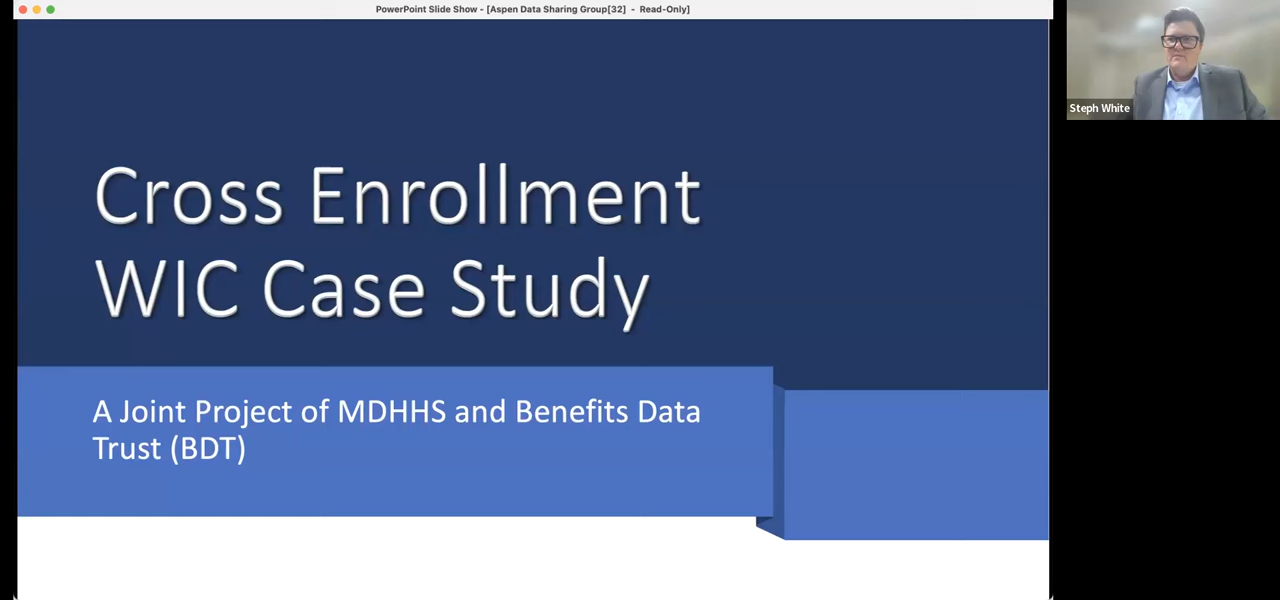 PowerPoint Slide Show - [Aspen Data Sharing Group[32] - Read-Only]
Cross Enrollment
WIC Case Study
A Joint Project of MDHHS and Benefits Data
Trust (BDT)
Steph White